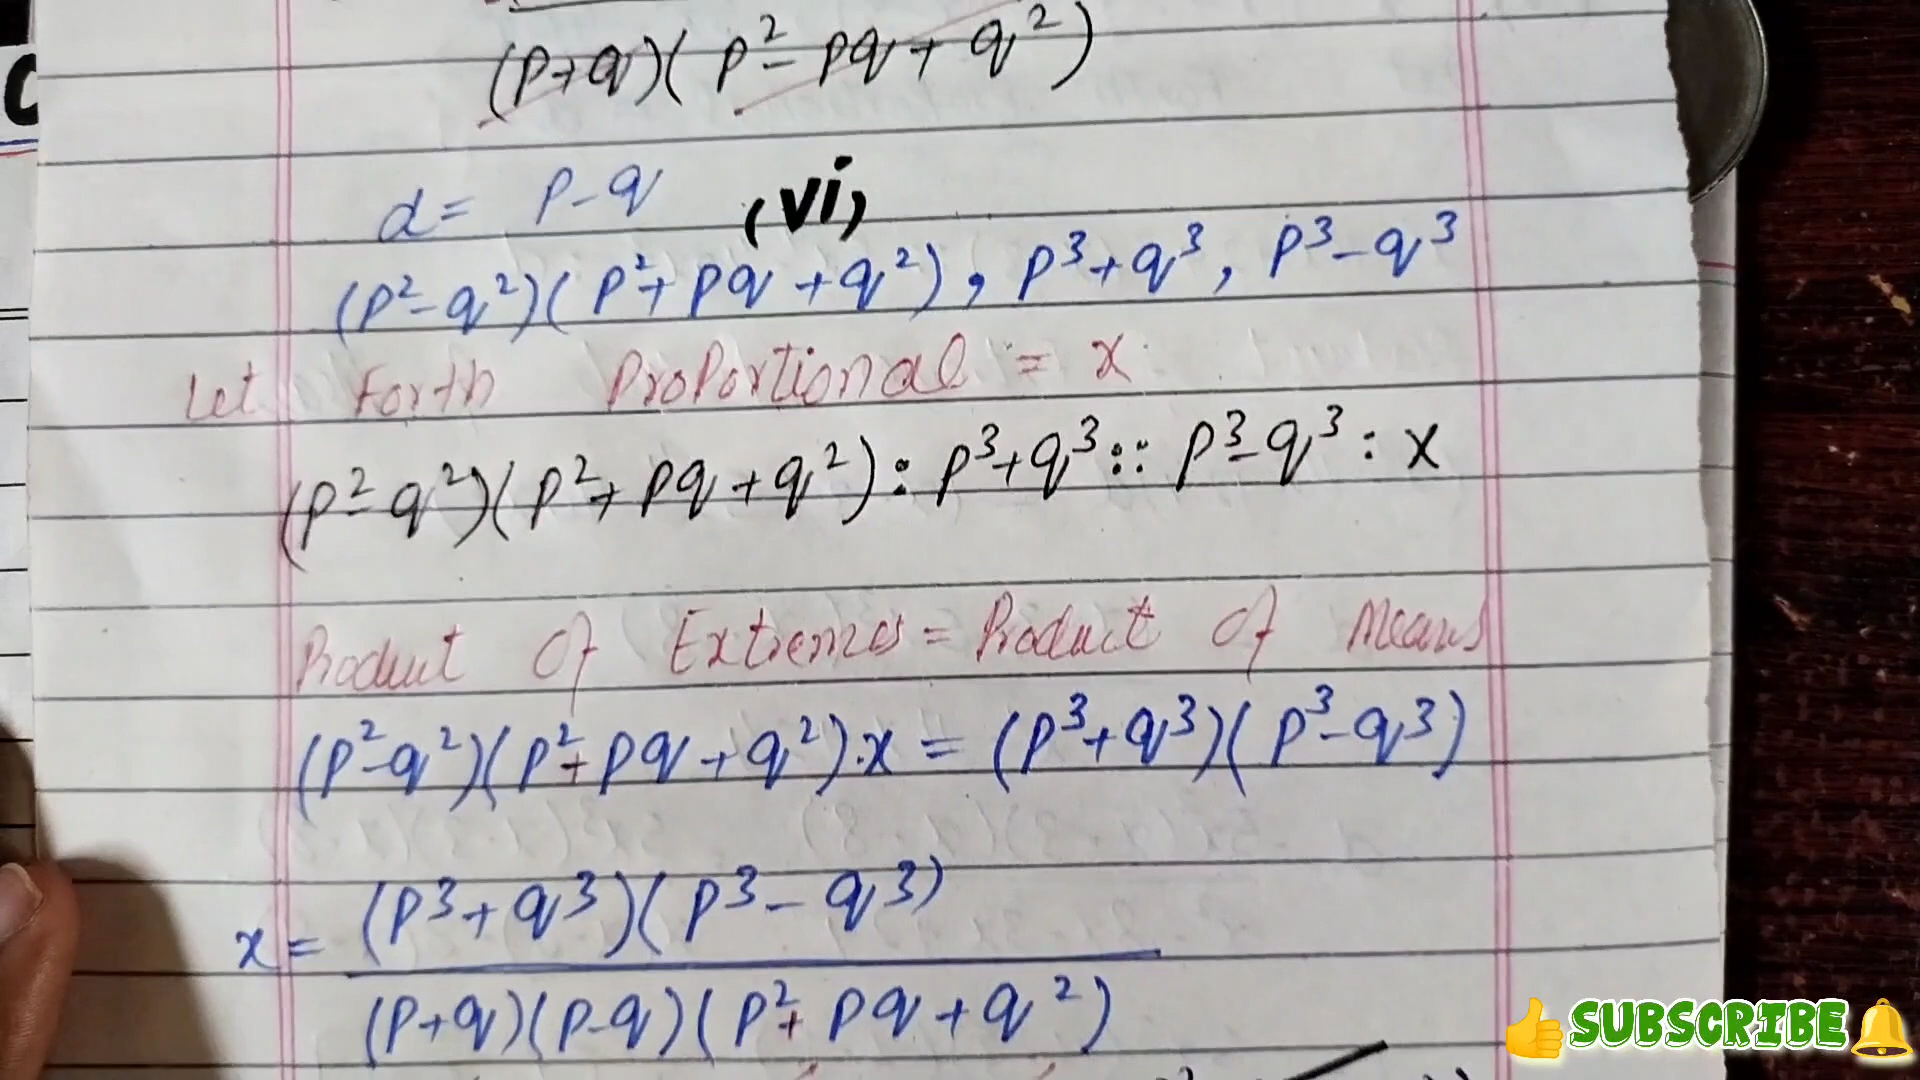 (p+q)(p²-pq+q²)
d= p-q (vi)
(p²-q²)(p²+pq+q²), p³+q³, p³-q³
Let Forth Proportional = x
(p²-q²)(p²+pq+q²) : p³+q³ :: p³-q³ : x
Product Of Extremes = Product Of Means
(p²-q²)(p²+pq+q²).x = (p³+q³)(p³-q³)
x = (p³+q³)(p³-q³)
(p+q)(p-q)(p²+pq+q²)
SUBSCRIBE